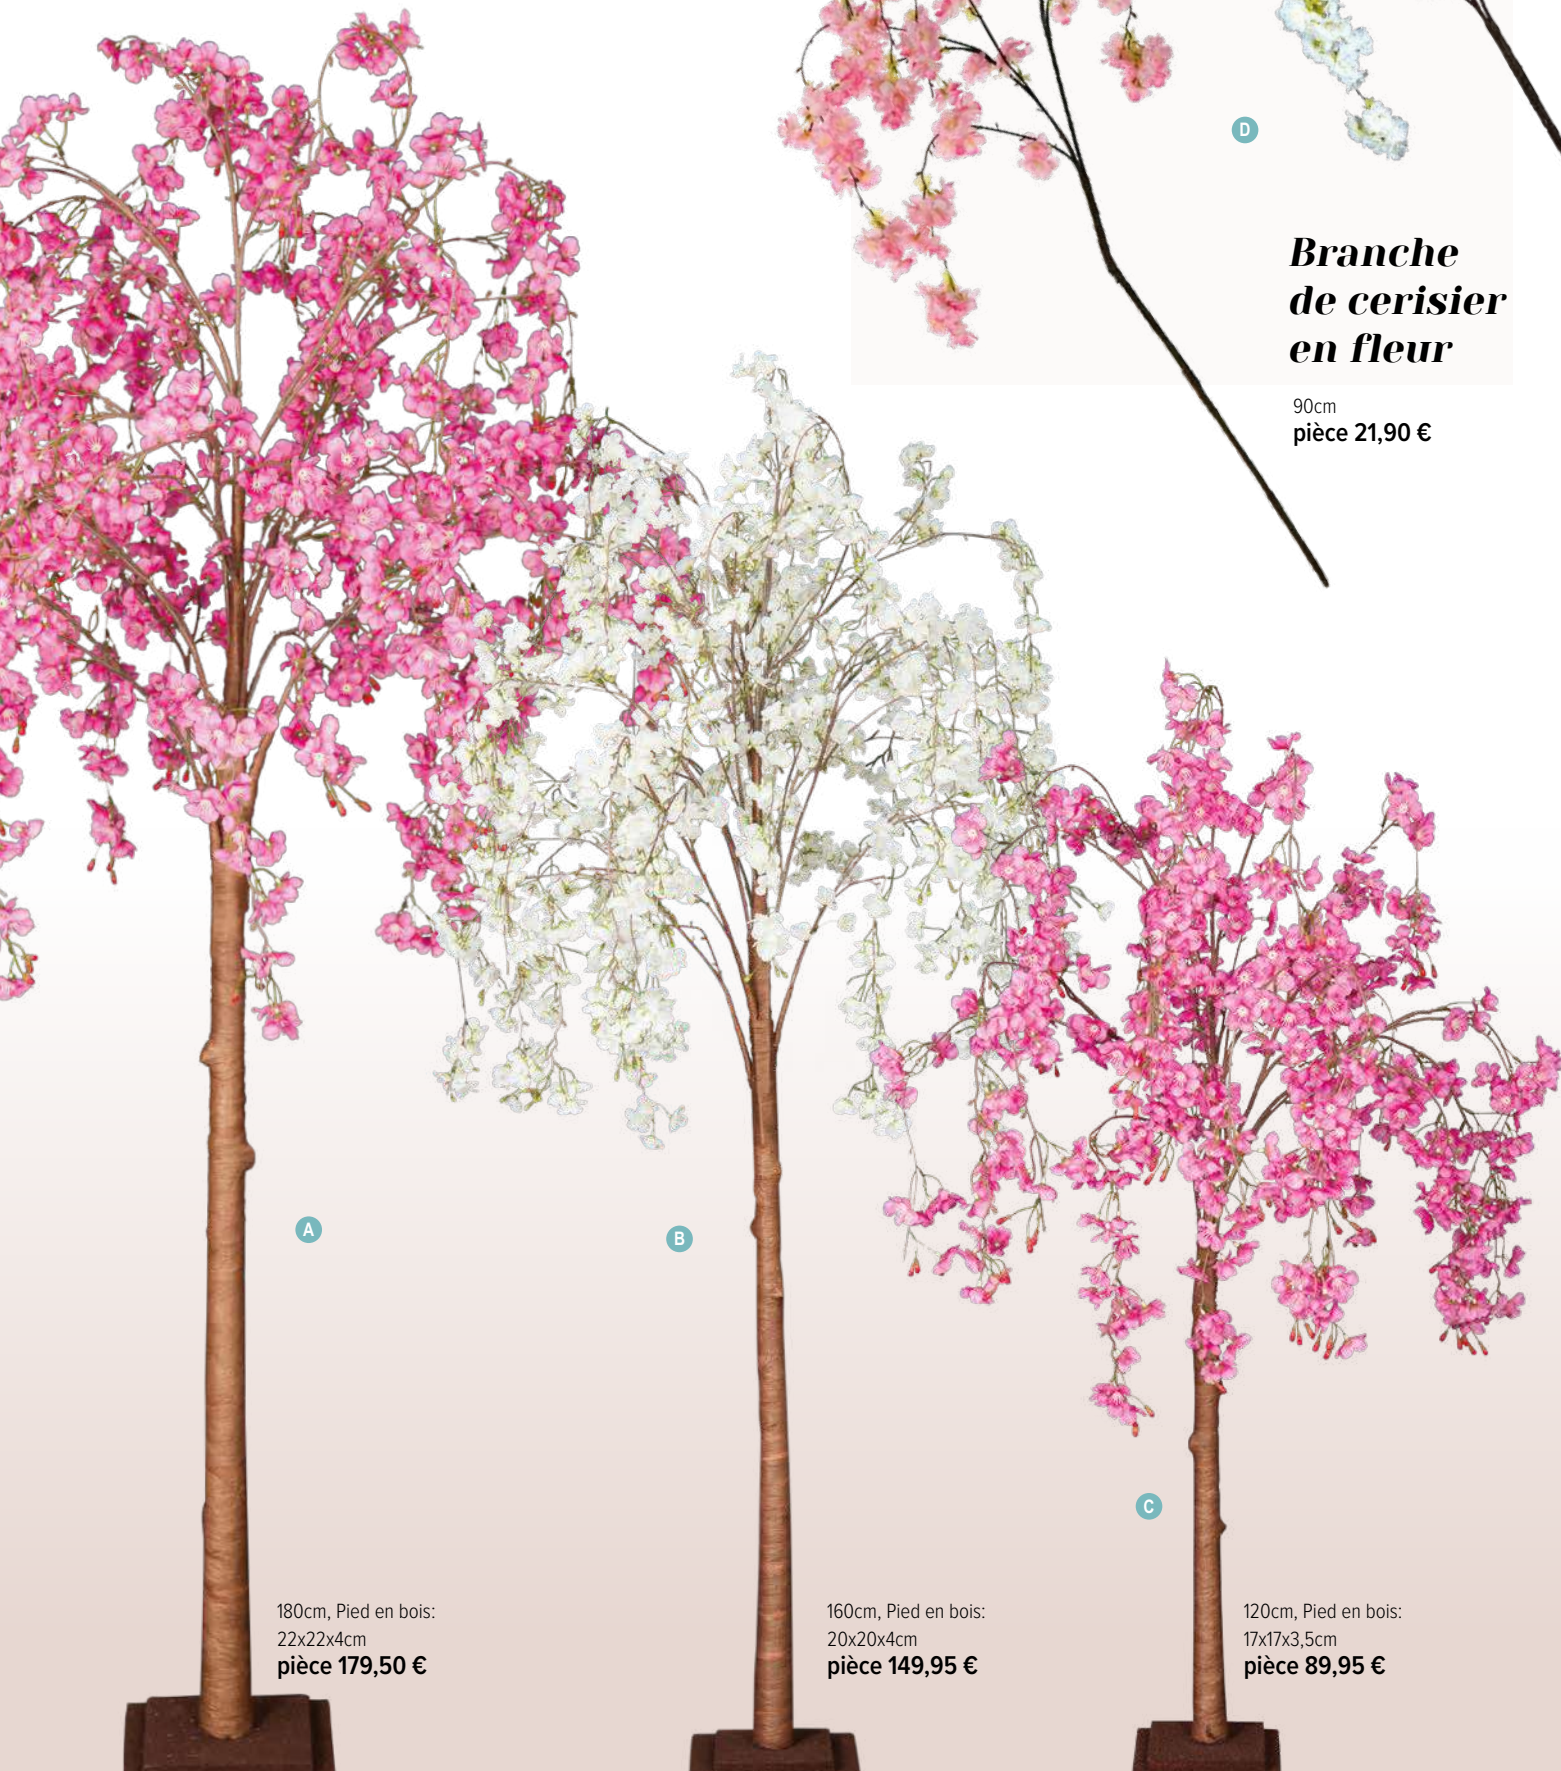 D
Branche
de cerisier
en fleur
90cm
pièce 21,90 €
A
B
C
180cm, Pied en bois:
22x22x4cm
pièce 179,50 €
160cm, Pied en bois:
20x20x4cm
pièce 149,95 €
120cm, Pied en bois:
17x17x3,5cm
pièce 89,95 €